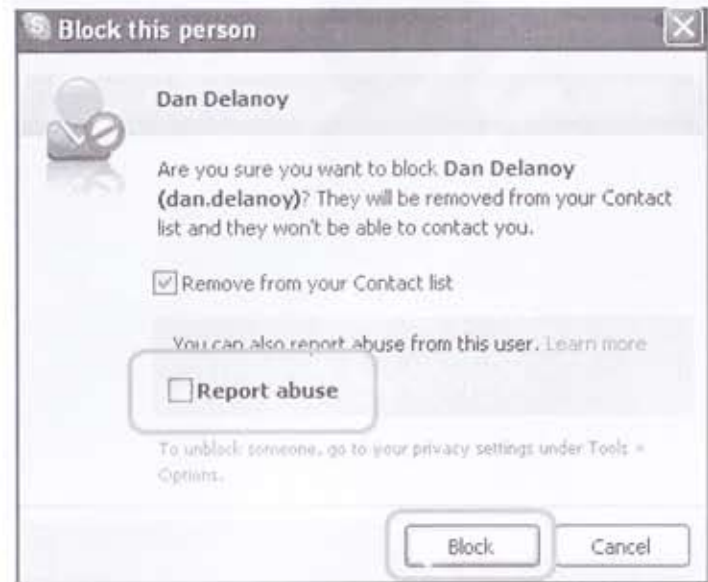 Block this person
Dan Delanoy
Are you sure you want to block Dan Delanoy
(dan.delanoy)? They will be removed from your Contact
list and they won't be able to contact you.
Remove from your Contact list
You can also report abuse from this user. Learn more
Report abuse
To unblock someone, go to your privacy settings under Tools >
Options.
Block
Cancel